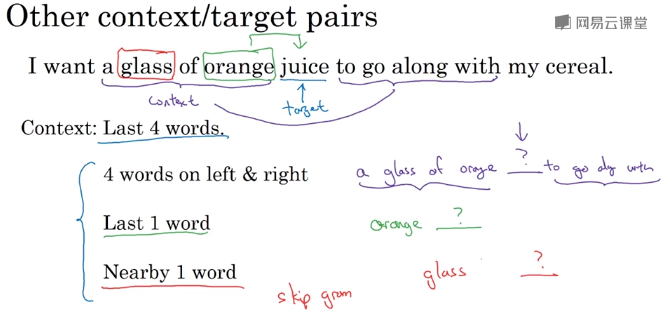 Other context/target pairs
网易云课堂
I want a glass of orange juice to go along with my cereal.
context
target
Context: Last 4 words.
4 words on left & right
a glass of orange ? to go alg with
Last 1 word
orange ?
Nearby 1 word
glass ?
skip gram